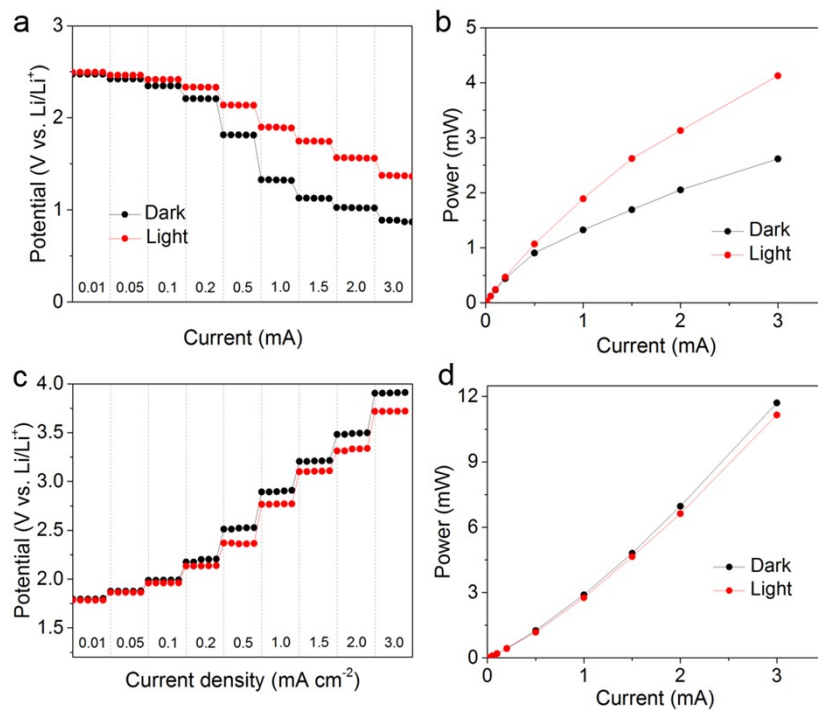 a
3
2
1
0
Potential (V vs. Li/Li⁺)
Dark
Light
0.01 0.05 0.1 0.2 0.5 1.0 1.5 2.0 3.0
Current (mA)
b
5
4
3
2
1
0
Power (mW)
Dark
Light
0 1 2 3
Current (mA)
c
4.0
3.5
3.0
2.5
2.0
1.5
Potential (V vs. Li/Li⁺)
0.01 0.05 0.1 0.2 0.5 1.0 1.5 2.0 3.0
Current density (mA cm⁻²)
d
12
9
6
3
0
Power (mW)
Dark
Light
0 1 2 3
Current (mA)